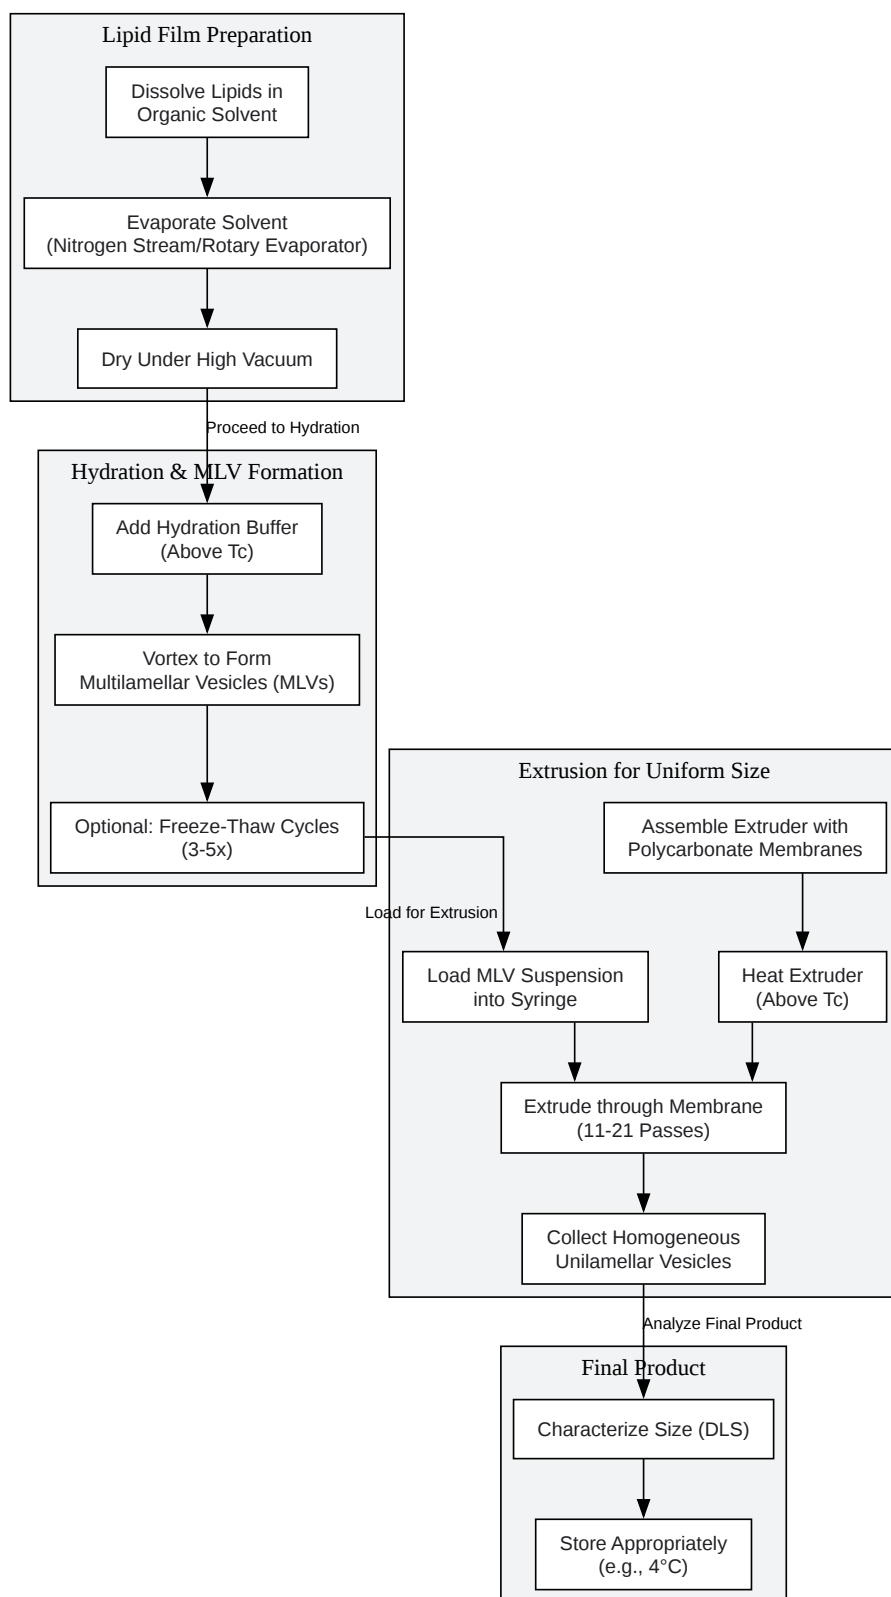 Lipid Film Preparation
Dissolve Lipids in
Organic Solvent
Evaporate Solvent
(Nitrogen Stream/Rotary Evaporator)
Dry Under High Vacuum
Proceed to Hydration
Hydration & MLV Formation
Add Hydration Buffer
(Above Tc)
Vortex to Form
Multilamellar Vesicles (MLVs)
Optional: Freeze-Thaw Cycles
(3-5x)
Load for Extrusion
Extrusion for Uniform Size
Assemble Extruder with
Polycarbonate Membranes
Load MLV Suspension
into Syringe
Heat Extruder
(Above Tc)
Extrude through Membrane
(11-21 Passes)
Collect Homogeneous
Unilamellar Vesicles
Analyze Final Product
Final Product
Characterize Size (DLS)
Store Appropriately
(e.g., 4°C)